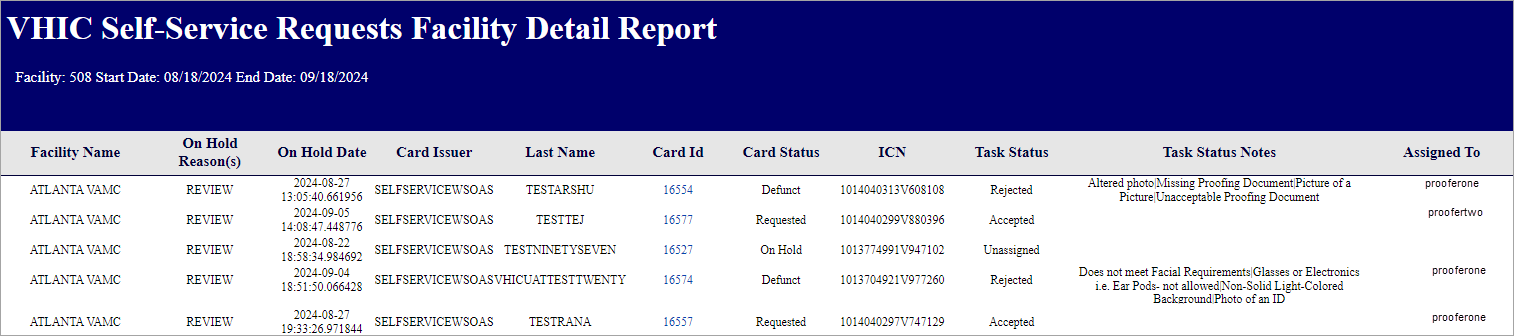 VHIC Self-Service Requests Facility Detail Report
Facility: 508 Start Date: 08/18/2024 End Date: 09/18/2024
Facility Name On Hold Reason(s) On Hold Date Card Issuer Last Name Card Id Card Status ICN Task Status Task Status Notes Assigned To
ATLANTA VAMC REVIEW 2024-08-27 13:05:40.661956 SELFSERVICEWSOAS TESTARSHU 16554 Defunct 1014040313V608108 Rejected Altered photo|Missing Proofing Document|Picture of a Picture|Unacceptable Proofing Document prooferone
ATLANTA VAMC REVIEW 2024-09-05 14:08:47.448776 SELFSERVICEWSOAS TESTTEJ 16577 Requested 1014040299V880396 Accepted proofertwo
ATLANTA VAMC REVIEW 2024-08-22 18:58:34.984692 SELFSERVICEWSOAS TESTNINETYSEVEN 16527 On Hold 1013774991V947102 Unassigned
ATLANTA VAMC REVIEW 2024-09-04 18:51:50.066428 SELFSERVICEWSOAS VHICUATTESTTWENTY 16574 Defunct 1013704921V977260 Rejected Does not meet Facial Requirements|Glasses or Electronics i.e. Ear Pods- not allowed|Non-Solid Light-Colored Background|Photo of an ID prooferone
ATLANTA VAMC REVIEW 2024-08-27 19:33:26.971844 SELFSERVICEWSOAS TESTRANA 16557 Requested 1014040297V747129 Accepted prooferone